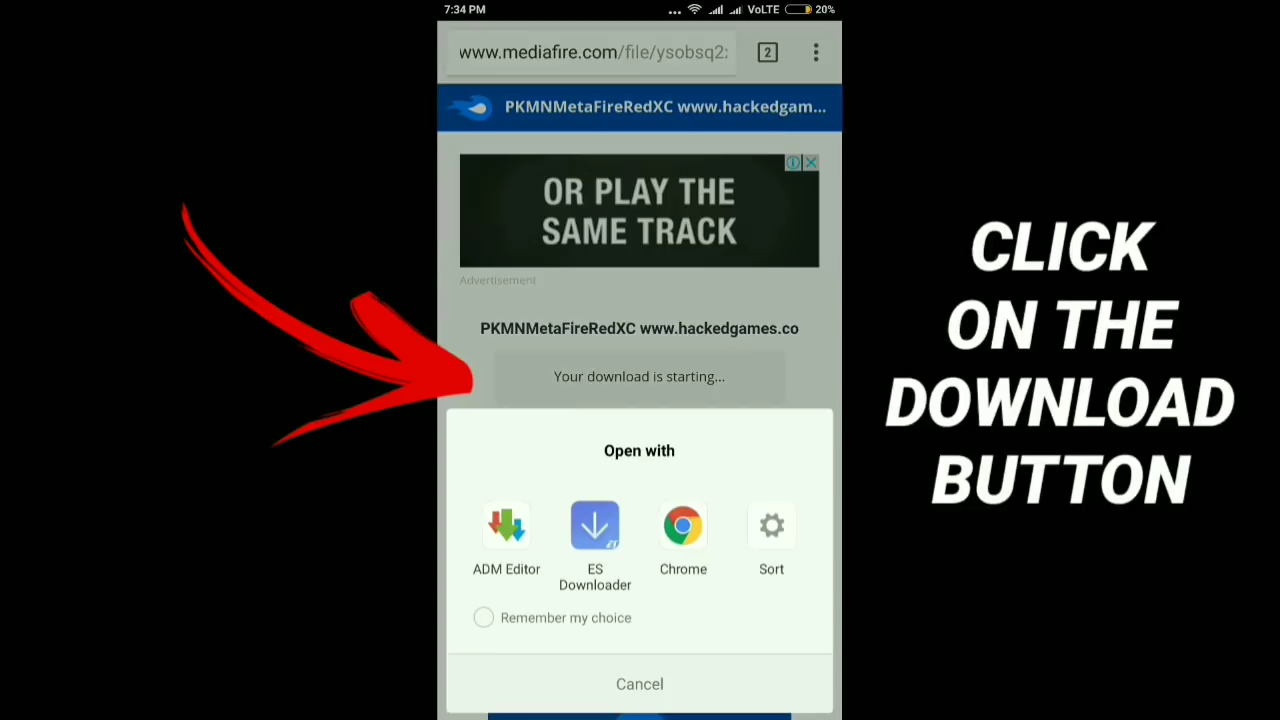 7:34 PM
VoLTE
20%
www.mediafire.com/file/ysobsq2:
2
PKMNMetaFireRedXC www.hackedgam...
OR PLAY THE
SAME TRACK
Advertisement
PKMNMetaFireRedXC www.hackedgames.co
Your download is starting...
Open with
ADM Editor
ES
Downloader
Chrome
Sort
Remember my choice
Cancel
CLICK
ON THE
DOWNLOAD
BUTTON